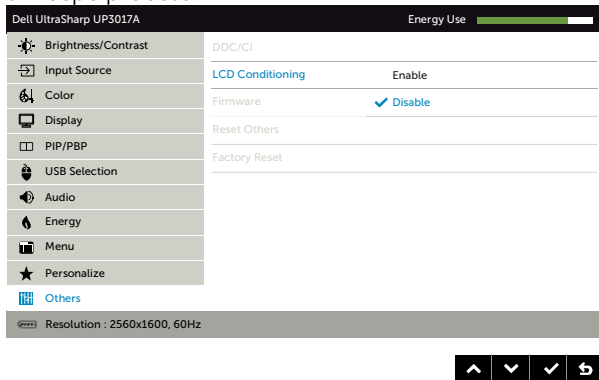 Dell UltraSharp UP3017A Energy Use
Brightness/Contrast DDC/CI
Input Source LCD Conditioning Enable
Color Firmware Disable
Display Reset Others
PIP/PBP Factory Reset
USB Selection
Audio
Energy
Menu
Personalize
Others
Resolution : 2560x1600, 60Hz